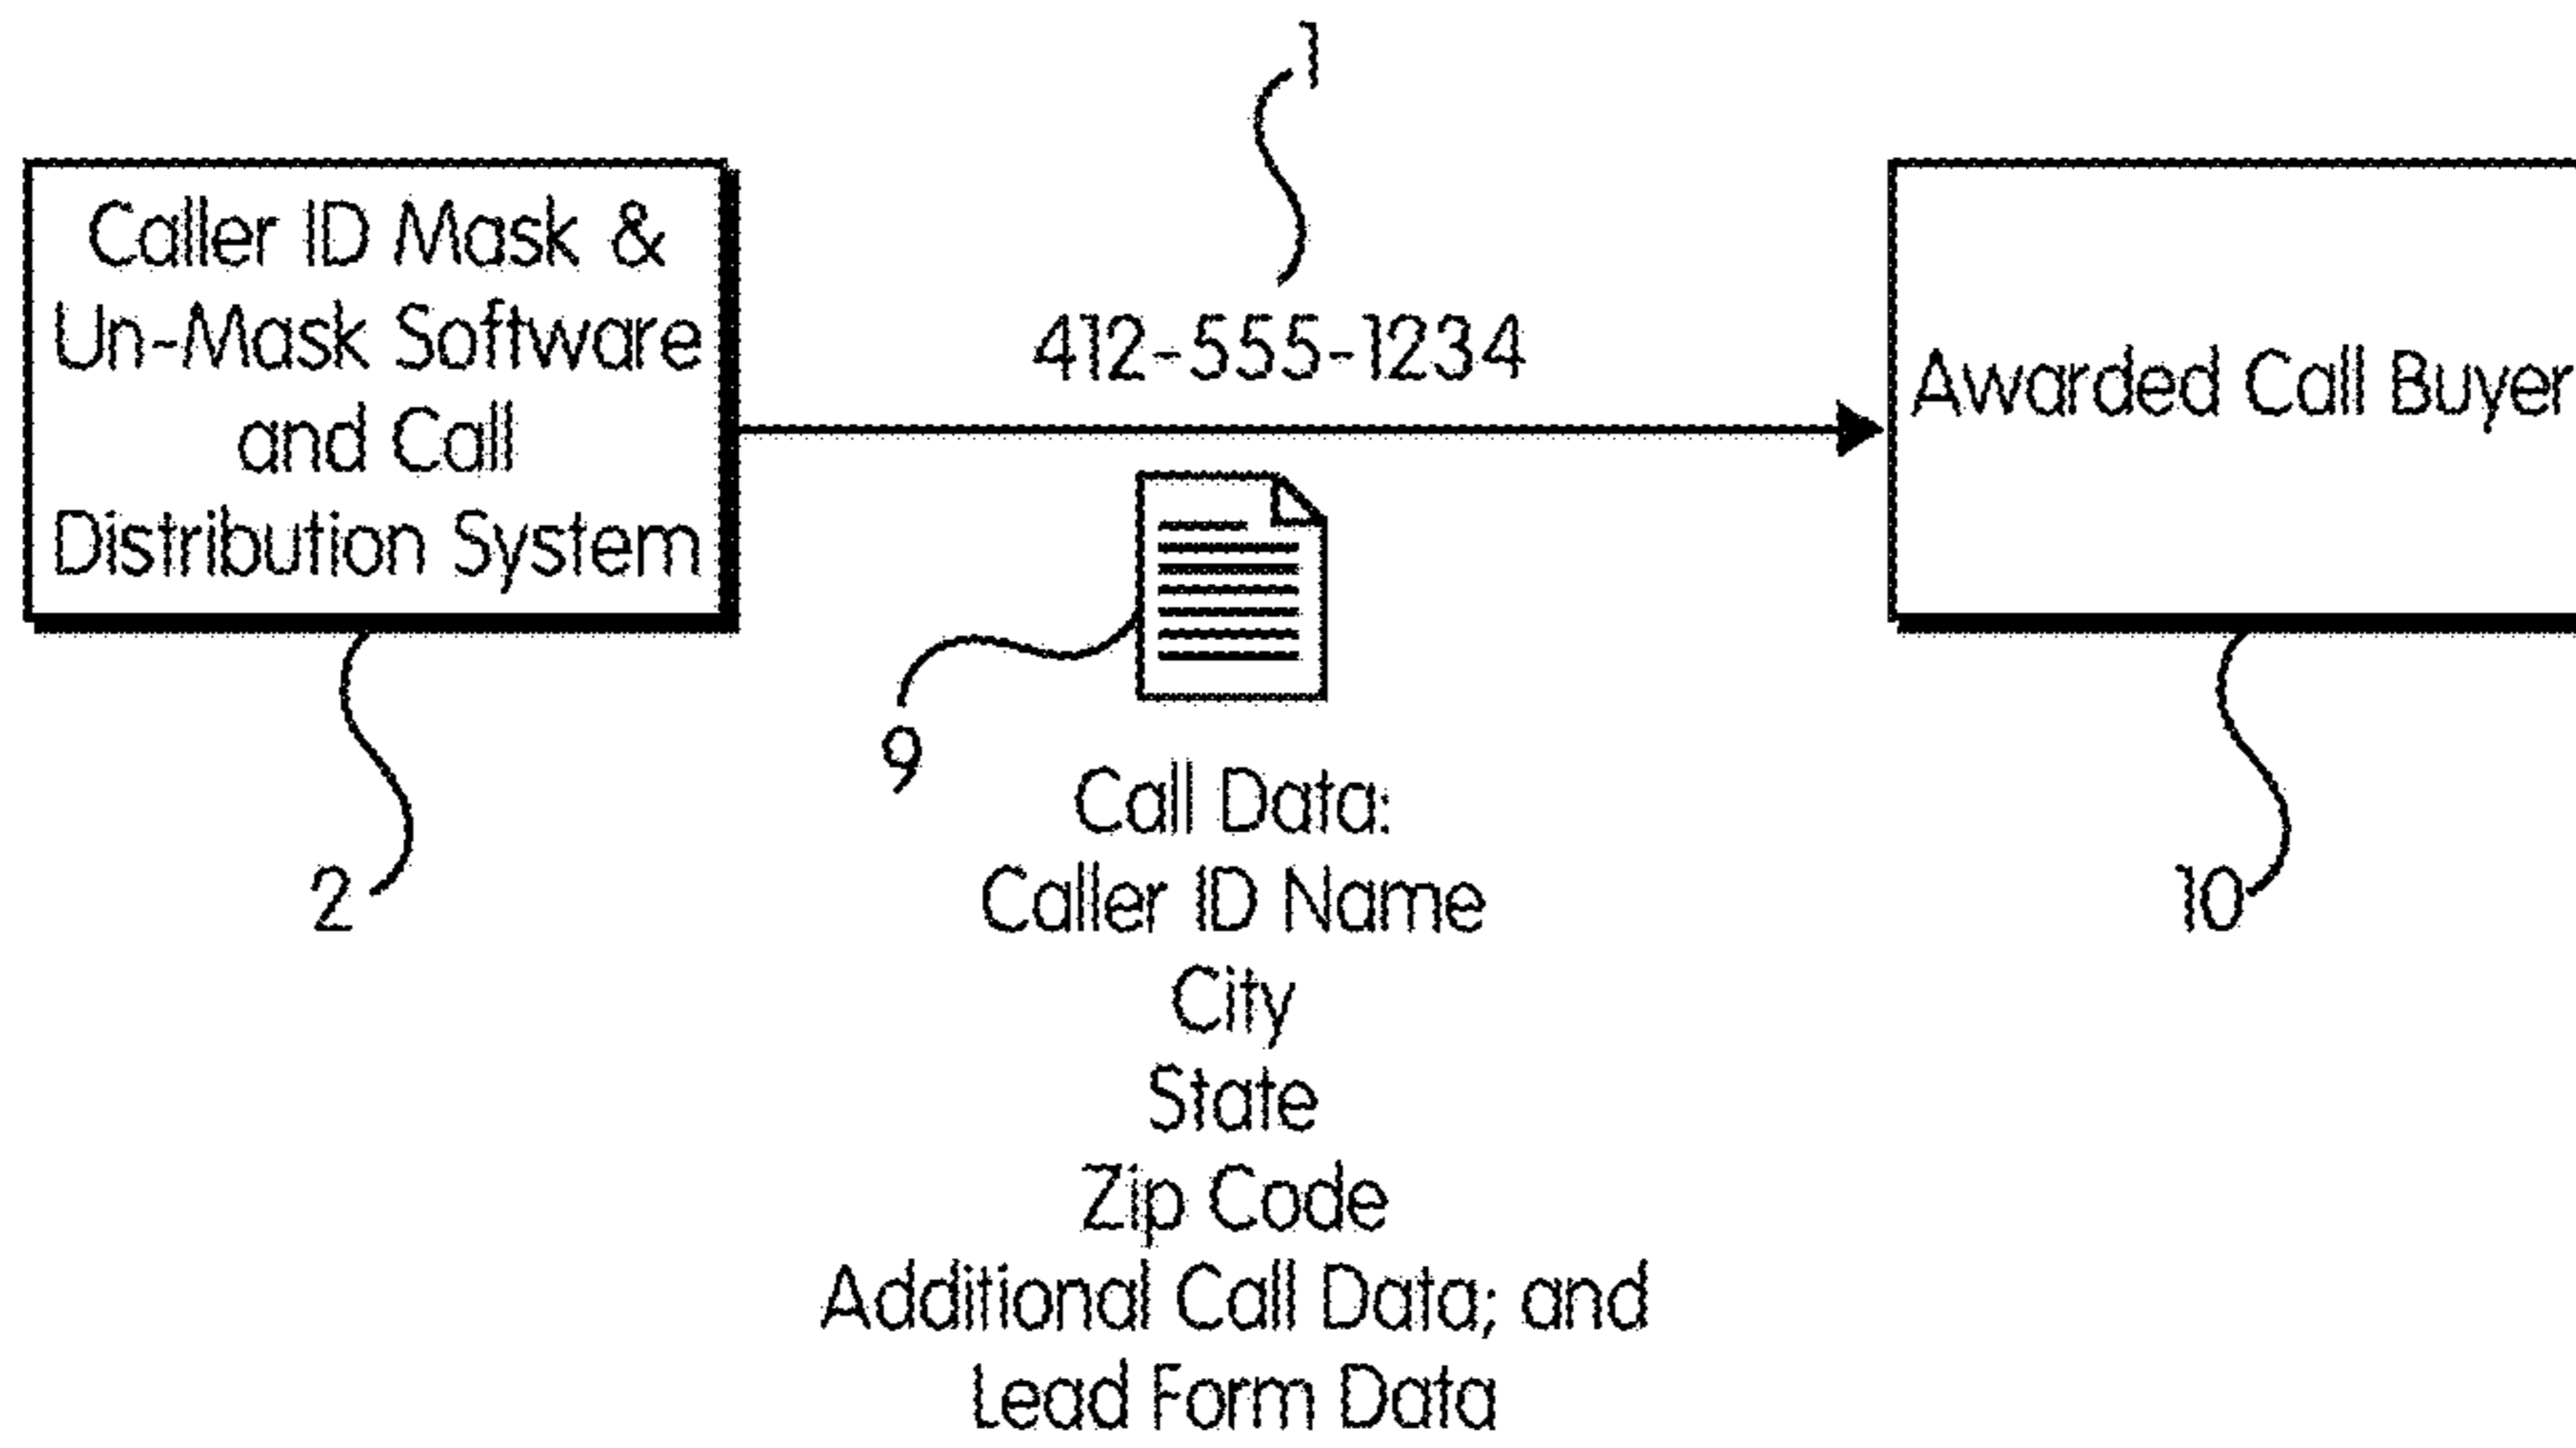 1
Caller ID Mask &
Un-Mask Software
and Call
Distribution System
412-555-1234
Awarded Call Buyer
9
2
10
Call Data:
Caller ID Name
City
State
Zip Code
Additional Call Data; and
Lead Form Data